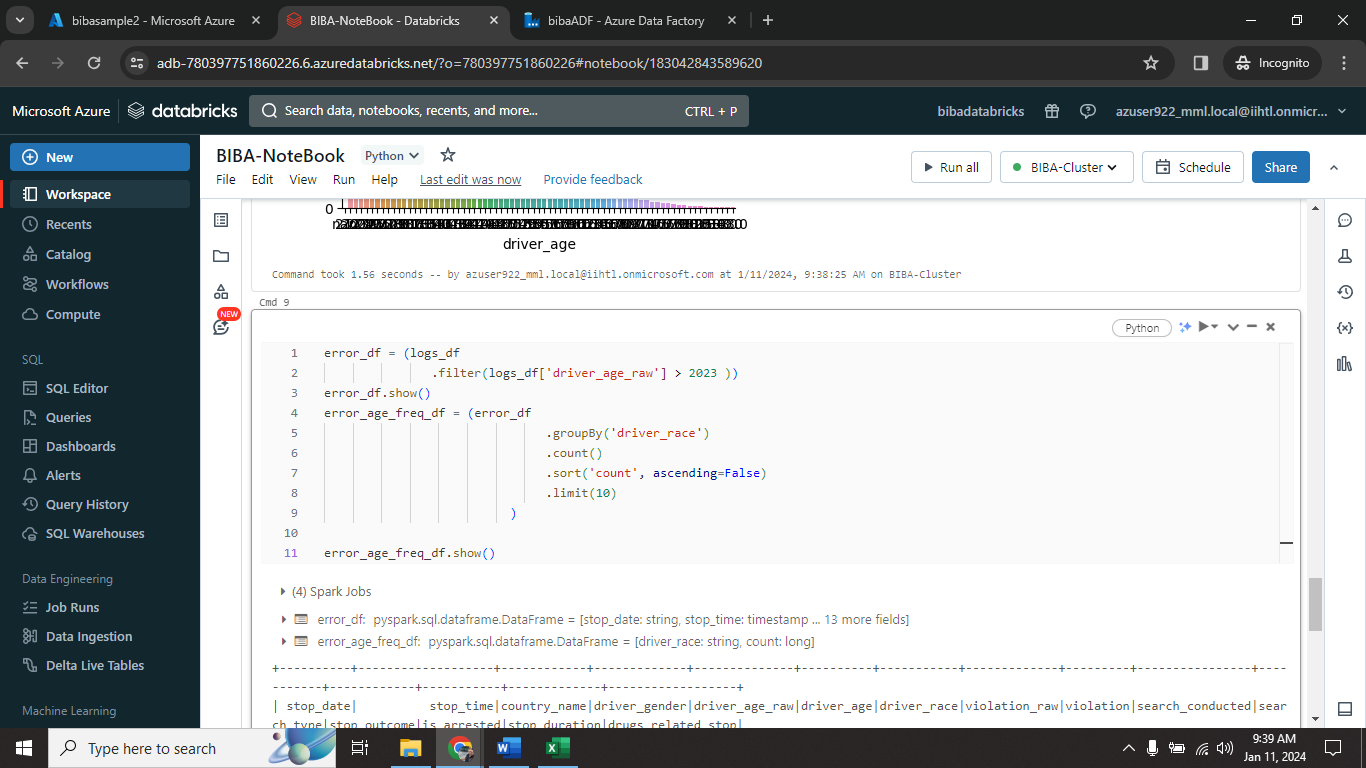 bibasample2 - Microsoft Azure
BIBA-NoteBook - Databricks
bibaADF - Azure Data Factory
adb-780397751860226.6.azuredatabricks.net/?o=780397751860226#notebook/183042843589620
Incognito
Microsoft Azure
databricks
Search data, notebooks, recents, and more...
CTRL + P
bibadatabricks
azuser922_mml.local@iihtl.onmicr...
New
Workspace
Recents
Catalog
Workflows
Compute
SQL
SQL Editor
Queries
Dashboards
Alerts
Query History
SQL Warehouses
Data Engineering
Job Runs
Data Ingestion
Delta Live Tables
Machine Learning
BIBA-NoteBook
Python
File Edit View Run Help Last edit was now Provide feedback
Run all
BIBA-Cluster
Schedule
Share
NEW
0
driver_age
Command took 1.56 seconds -- by azuser922_mml.local@iihtl.onmicrosoft.com at 1/11/2024, 9:38:25 AM on BIBA-Cluster
Cmd 9
Python
1 error_df = (logs_df
2 .filter(logs_df['driver_age_raw'] > 2023 ))
3 error_df.show()
4 error_age_freq_df = (error_df
5 .groupBy('driver_race')
6 .count()
7 .sort('count', ascending=False)
8 .limit(10)
9 )
10
11 error_age_freq_df.show()
(4) Spark Jobs
error_df: pyspark.sql.dataframe.DataFrame = [stop_date: string, stop_time: timestamp ... 13 more fields]
error_age_freq_df: pyspark.sql.dataframe.DataFrame = [driver_race: string, count: long]
+----------+-------------------+------------+-------------+--------------+----------+-----------+-------------+---------+----------------+----
-------+------------+-----------+-------------+------------------+
| stop_date| stop_time|country_name|driver_gender|driver_age_raw|driver_age|driver_race|violation_raw|violation|search_conducted|sear
ch_type|stop_outcome|is_arrested|stop_duration|drugs_related_stop|
Type here to search
9:39 AM
Jan 11, 2024